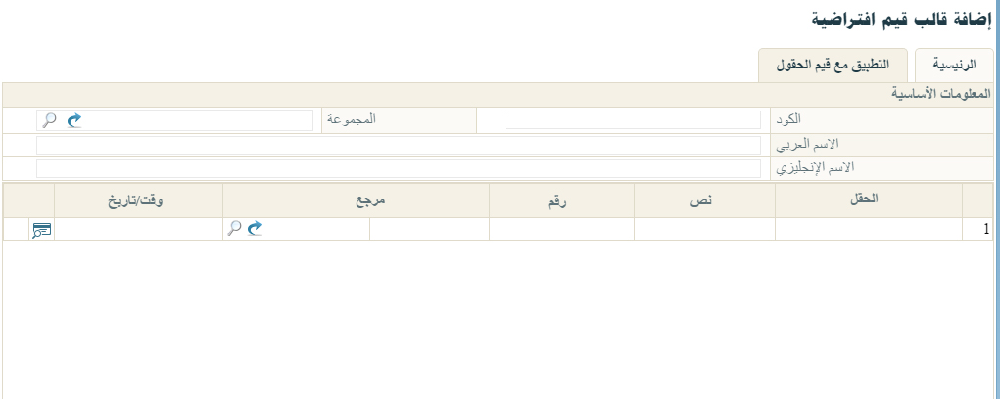 إضافة قالب قيم افتراضية
الرئيسية التطبيق مع قيم الحقول
المعلومات الأساسية
الكود المجموعة
الاسم العربي
الاسم الإنجليزي
الحقل نص رقم مرجع وقت/تاريخ
1